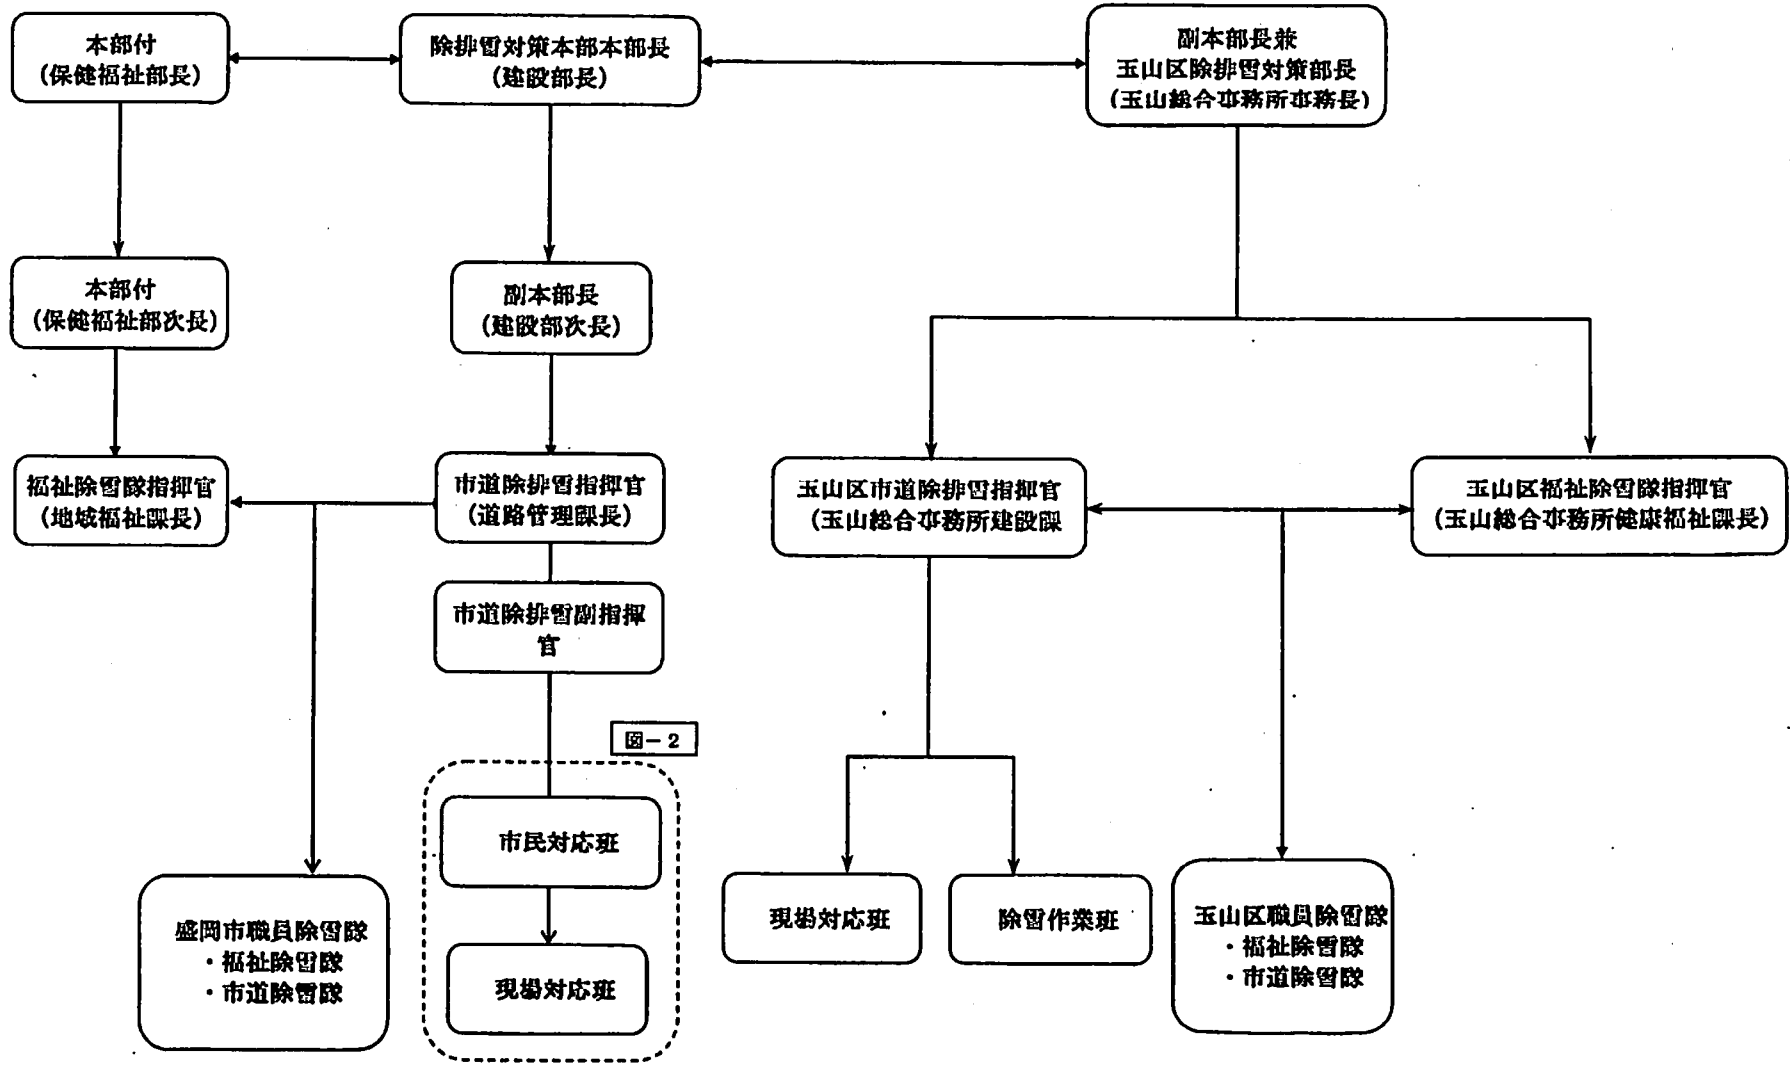 本部付
(保健福祉部長)
除排雪対策本部本部長
(建設部長)
副本部長兼
玉山区除排雪対策部長
(玉山総合事務所事務長)
本部付
(保健福祉部次長)
副本部長
(建設部次長)
福祉除雪隊指揮官
(地域福祉課長)
市道除排雪指揮官
(道路管理課長)
玉山区市道除排雪指揮官
(玉山総合事務所建設課
玉山区福祉除雪隊指揮官
(玉山総合事務所健康福祉課長)
市道除排雪副指揮
官
図－2
市民対応班
現場対応班
現場対応班
除雪作業班
盛岡市職員除雪隊
・福祉除雪隊
・市道除雪隊
玉山区職員除雪隊
・福祉除雪隊
・市道除雪隊